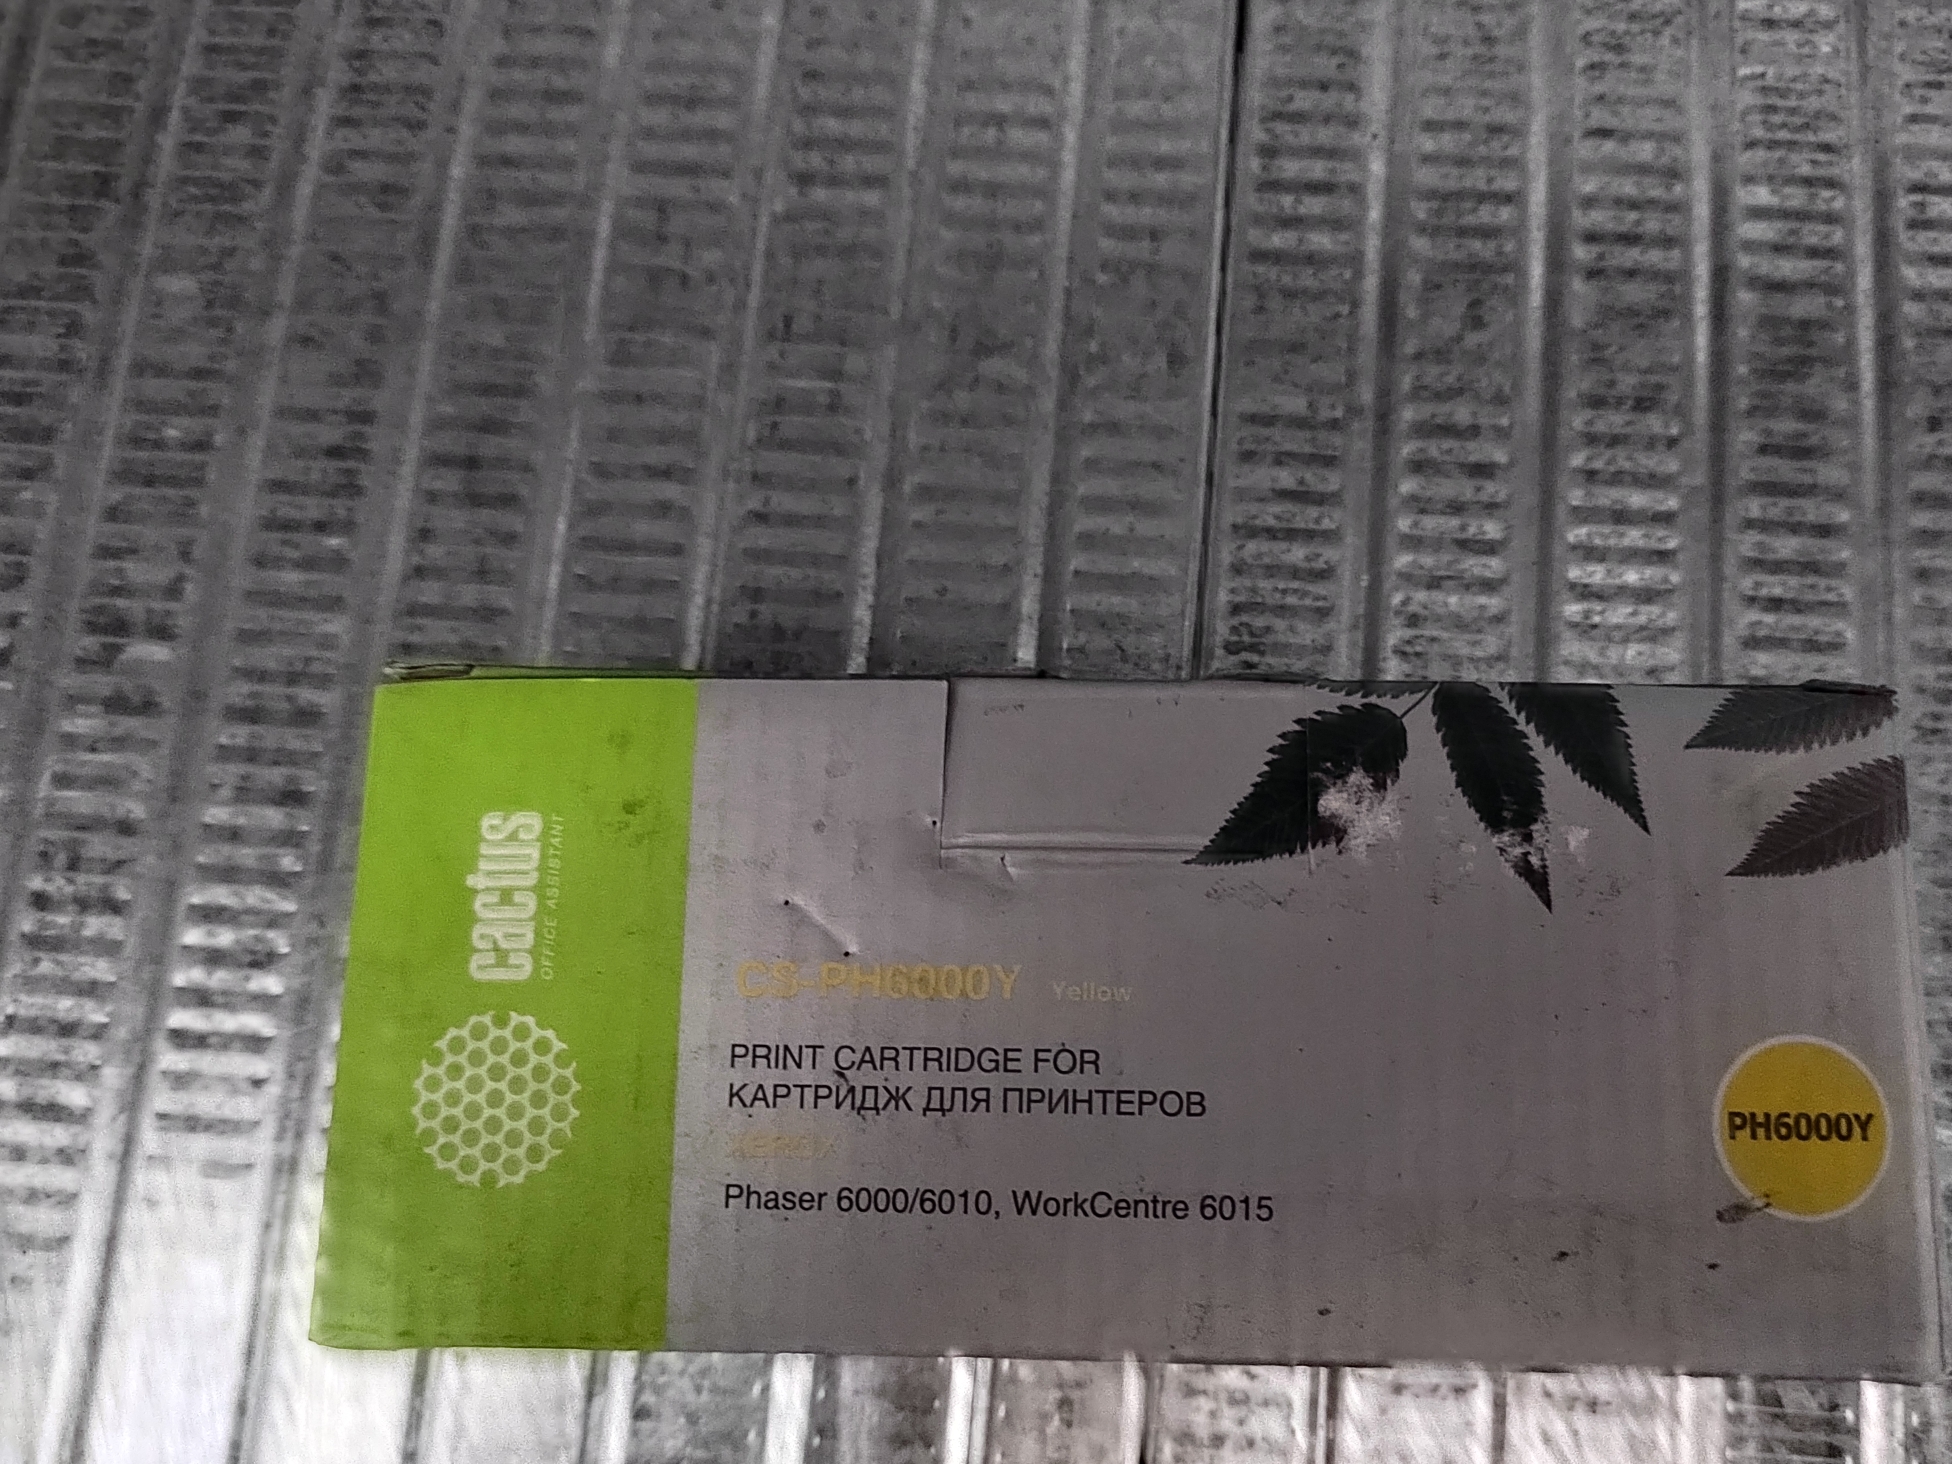 cactus
OFFICE ASSISTANT
CS-PH6000Y Yellow
PRINT CARTRIDGE FOR
КАРТРИДЖ ДЛЯ ПРИНТЕРОВ
XEROX
Phaser 6000/6010, WorkCentre 6015
PH6000Y